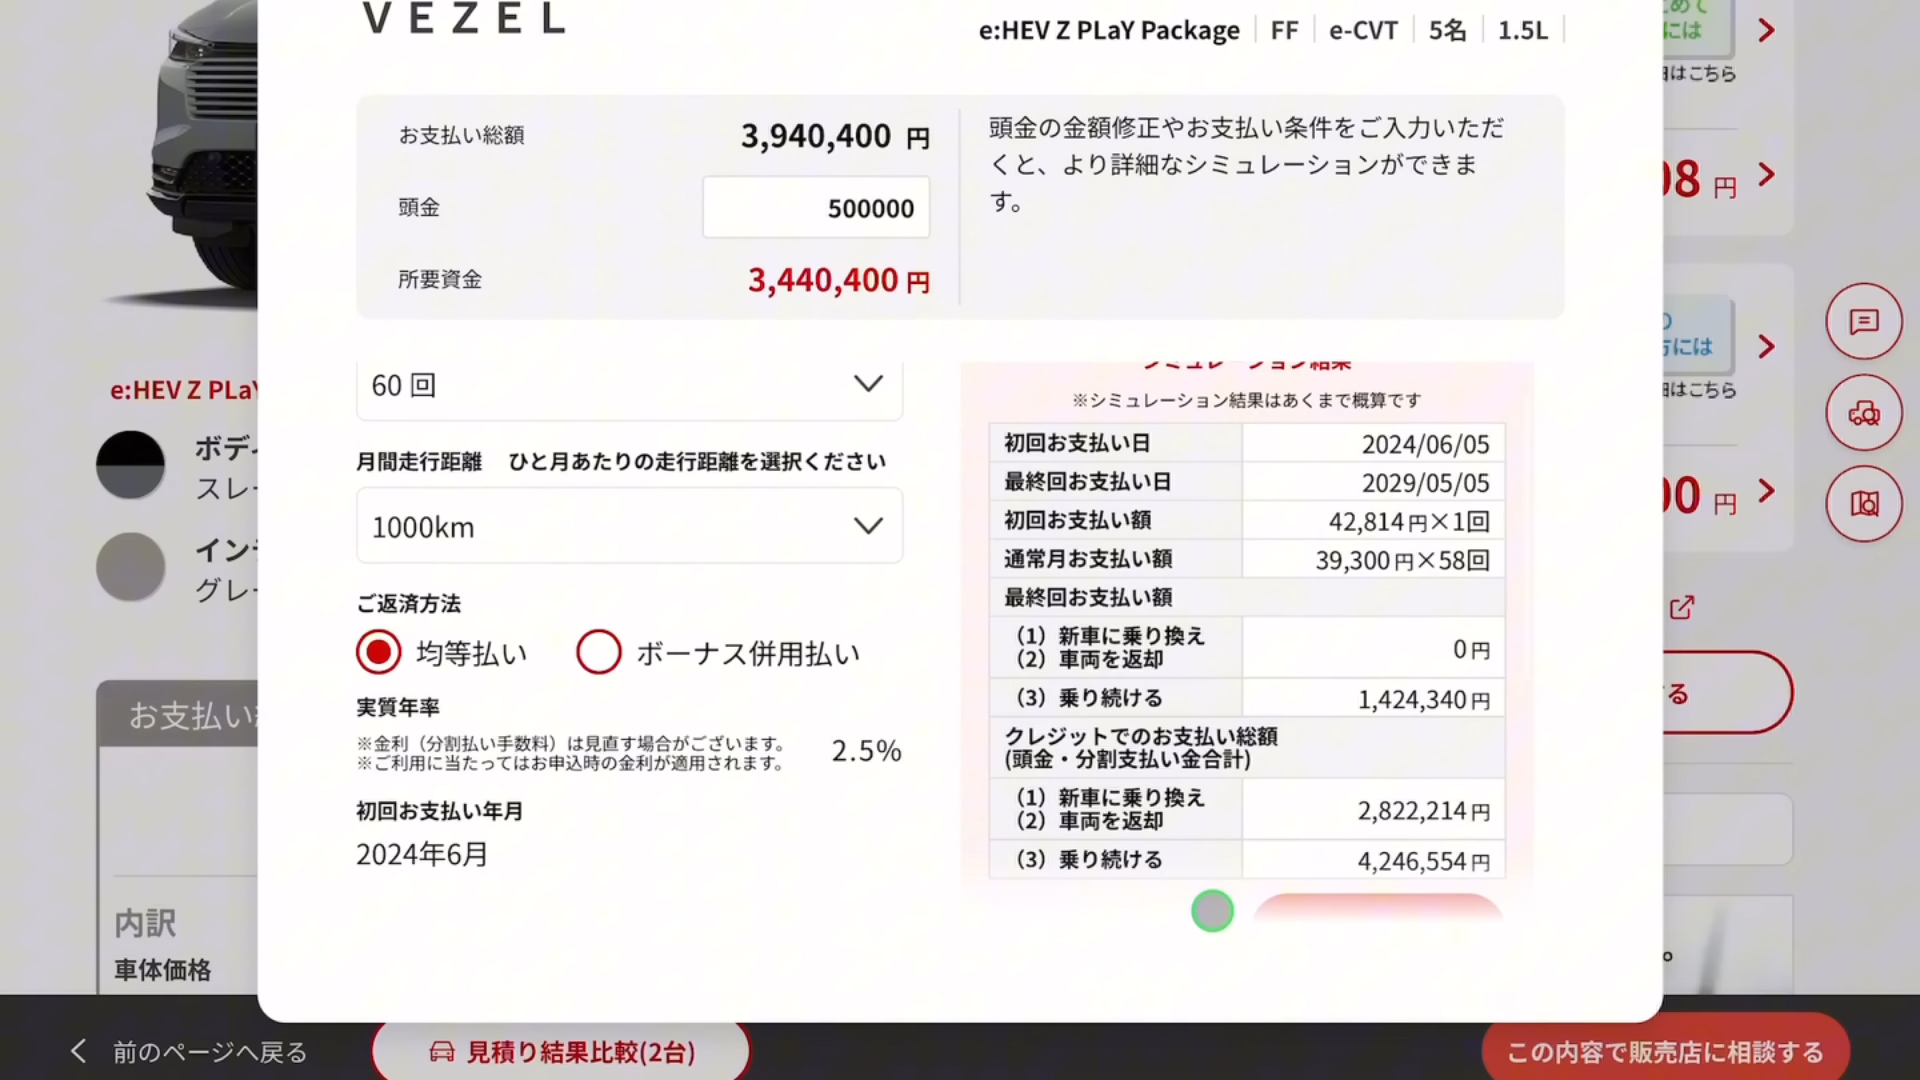 VEZEL
e:HEV Z PLaY Package
FF
e-CVT
5名
1.5L
お支払い総額
3,940,400 円
頭金
500000
所要資金
3,440,400 円
頭金の金額修正やお支払い条件をご入力いただ
くと、より詳細なシミュレーションができま
す。
60 回
月間走行距離 ひと月あたりの走行距離を選択ください
1000km
ご返済方法
均等払い
ボーナス併用払い
実質年率
※金利（分割払い手数料）は見直す場合がございます。
※ご利用に当たってはお申込時の金利が適用されます。
2.5%
初回お支払い年月
2024年6月
シミュレーション結果
※シミュレーション結果はあくまで概算です
初回お支払い日 2024/06/05
最終回お支払い日 2029/05/05
初回お支払い額 42,814円×1回
通常月お支払い額 39,300円×58回
最終回お支払い額
（1）新車に乗り換え
（2）車両を返却
0円
（3）乗り続ける 1,424,340円
クレジットでのお支払い総額
(頭金・分割支払い金合計)
（1）新車に乗り換え
（2）車両を返却
2,822,214円
（3）乗り続ける 4,246,554円
e:HEV Z PLaY
ボデ
スレー
イン
グレー
お支払い
内訳
車体価格
めて
には
はこちら
08 円
には
はこちら
00 円
る
。
前のページへ戻る
見積り結果比較(2台)
この内容で販売店に相談する